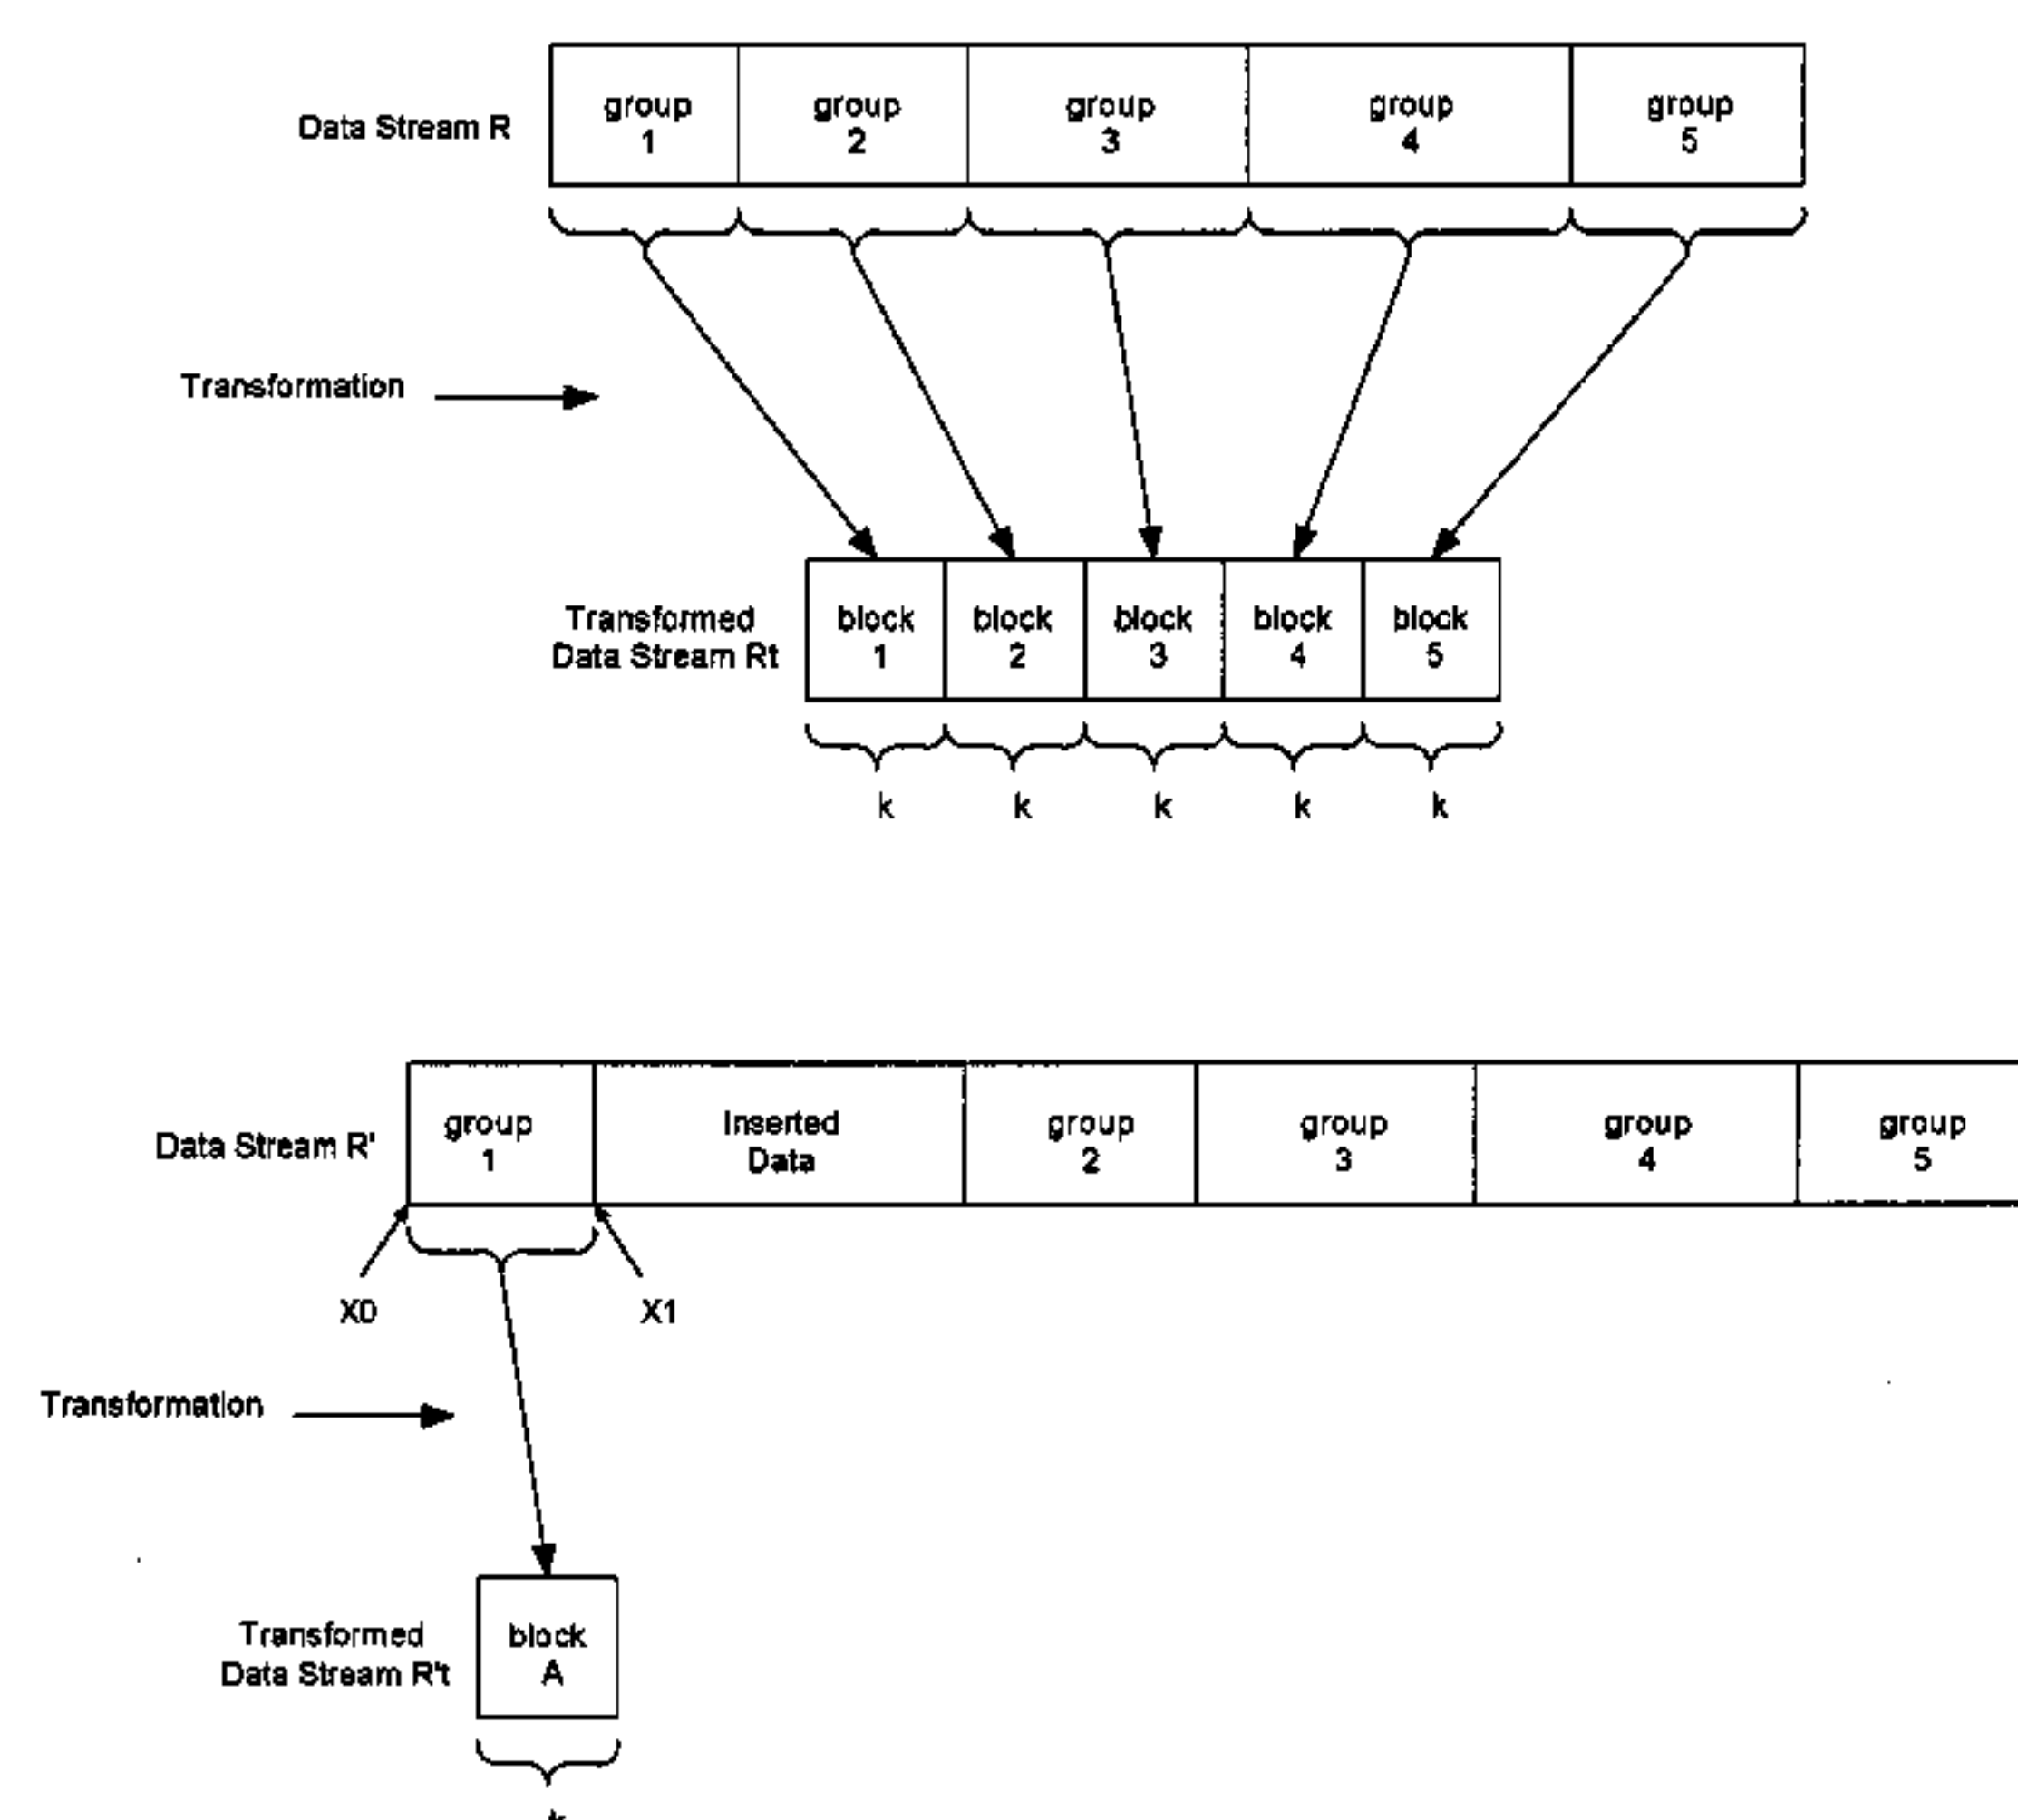 group
1
group
2
group
3
group
4
group
5
Data Stream R
Transformation
Transformed
Data Stream Rt
block
1
block
2
block
3
block
4
block
5
k
k
k
k
k
Data Stream R'
group
1
Inserted
Data
group
2
group
3
group
4
group
5
X0
X1
Transformation
Transformed
Data Stream R't
block
A